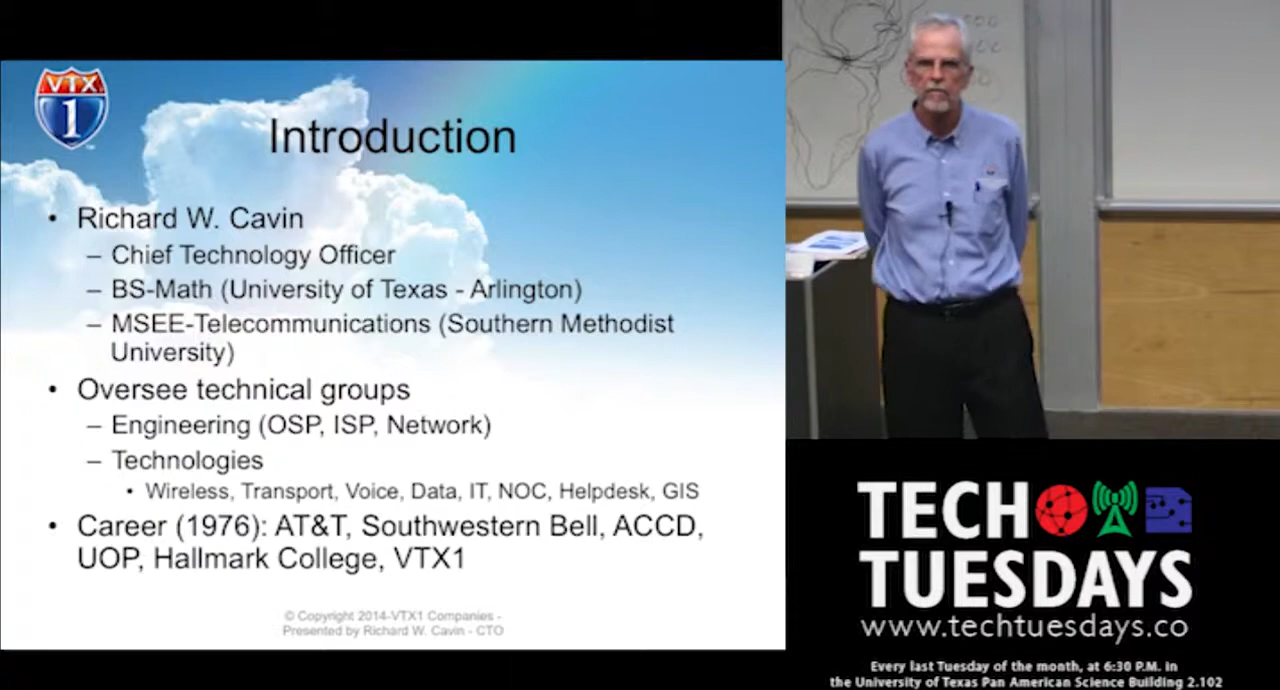 VTX
1
Introduction
• Richard W. Cavin
– Chief Technology Officer
– BS-Math (University of Texas - Arlington)
– MSEE-Telecommunications (Southern Methodist
University)
• Oversee technical groups
– Engineering (OSP, ISP, Network)
– Technologies
• Wireless, Transport, Voice, Data, IT, NOC, Helpdesk, GIS
• Career (1976): AT&T, Southwestern Bell, ACCD,
UOP, Hallmark College, VTX1
© Copyright 2014-VTX1 Companies -
Presented by Richard W. Cavin - CTO
TECH
TUESDAYS
www.techtuesdays.co
Every last Tuesday of the month, at 6:30 P.M. in
the University of Texas Pan American Science Building 2.102